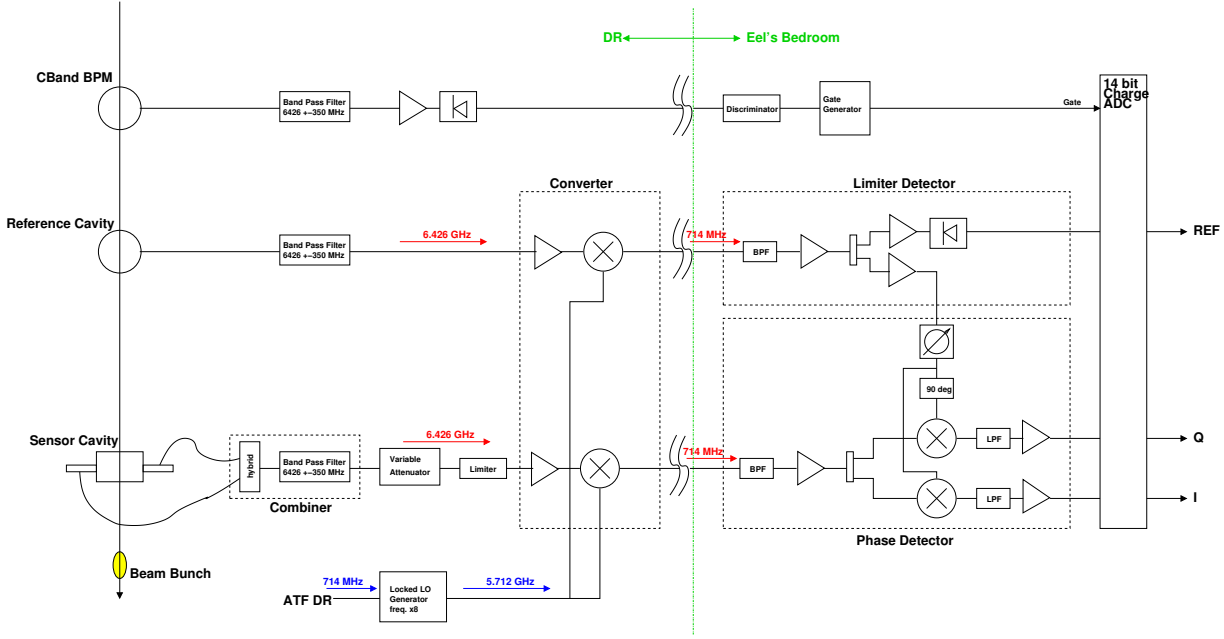 DR
Eel's Bedroom
CBand BPM
Band Pass Filter
6426 +−350 MHz
Discriminator
Gate
Generator
Gate
14 bit
Charge
ADC
Converter
Limiter Detector
Reference Cavity
Band Pass Filter
6426 +−350 MHz
6.426 GHz
714 MHz
BPF
REF
90 deg
Sensor Cavity
hybrid
Band Pass Filter
6426 +−350 MHz
Combiner
6.426 GHz
Variable
Attenuator
Limiter
714 MHz
BPF
LPF
Q
LPF
I
Phase Detector
Beam Bunch
714 MHz
ATF DR
Locked LO
Generator
freq. x8
5.712 GHz